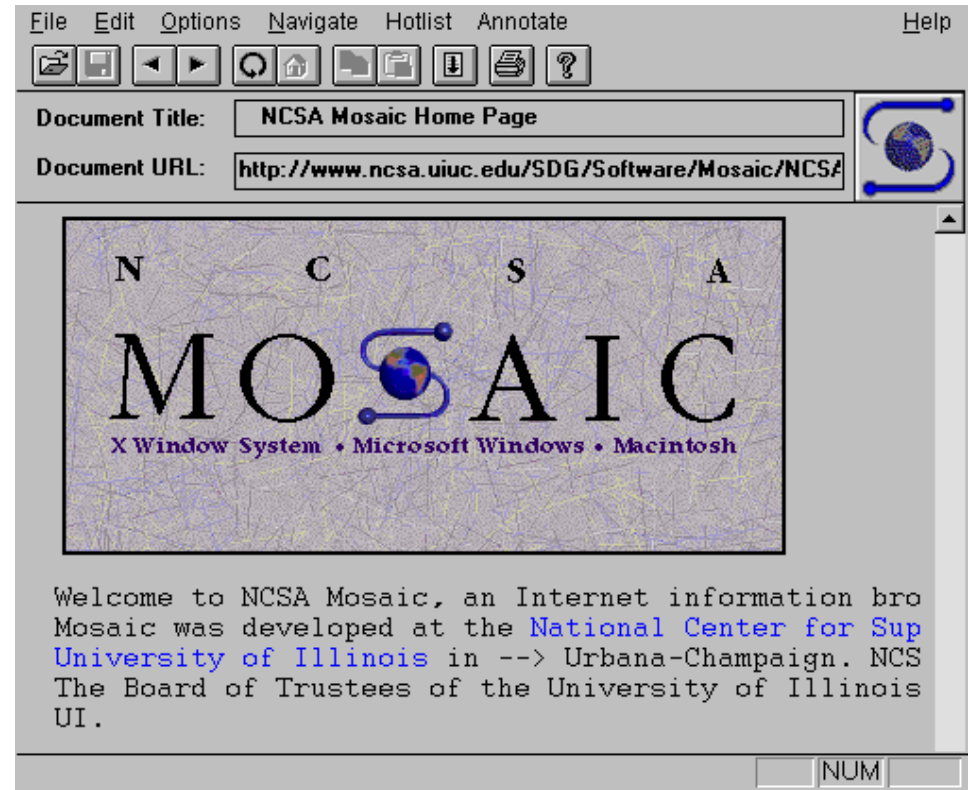 File Edit Options Navigate Hotlist Annotate Help
Document Title: NCSA Mosaic Home Page
Document URL: http://www.ncsa.uiuc.edu/SDG/Software/Mosaic/NCSA
N C S A
MOSAIC
X Window System • Microsoft Windows • Macintosh
Welcome to NCSA Mosaic, an Internet information bro
Mosaic was developed at the National Center for Sup
University of Illinois in --> Urbana-Champaign. NCS
The Board of Trustees of the University of Illinois
UI.
NUM